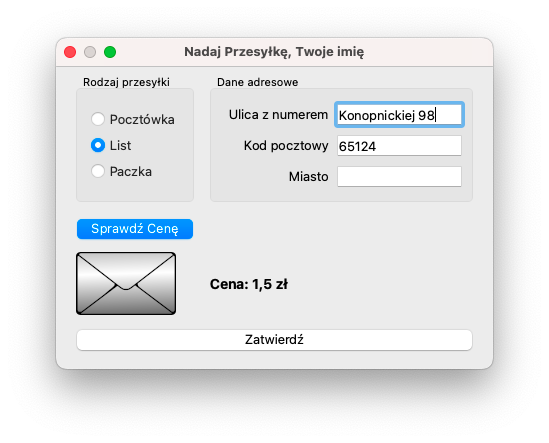 Nadaj Przesyłkę, Twoje imię
Rodzaj przesyłki
Pocztówka
List
Paczka
Dane adresowe
Ulica z numerem Konopnickiej 98
Kod pocztowy 65124
Miasto
Sprawdź Cenę
Cena: 1,5 zł
Zatwierdź